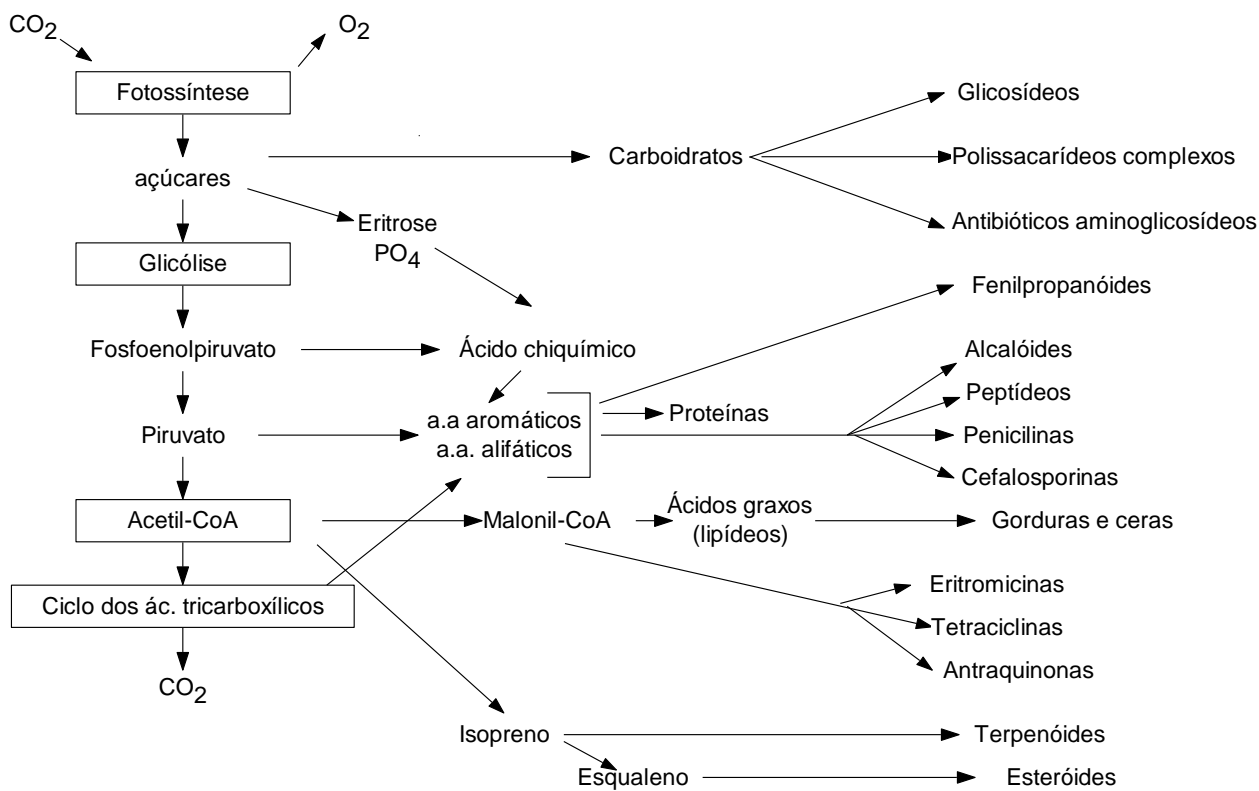 CO2
O2
Fotossíntese
Glicosídeos
açúcares
Carboidratos
Polissacarídeos complexos
Eritrose
PO4
Antibióticos aminoglicosídeos
Glicólise
Fenilpropanóides
Fosfoenolpiruvato
Ácido chiquímico
Alcalóides
Peptídeos
Piruvato
a.a aromáticos
a.a. alifáticos
Proteínas
Penicilinas
Cefalosporinas
Acetil-CoA
Malonil-CoA
Ácidos graxos
(lipídeos)
Gorduras e ceras
Ciclo dos ác. tricarboxílicos
Eritromicinas
Tetraciclinas
Antraquinonas
CO2
Isopreno
Terpenóides
Esqualeno
Esteróides